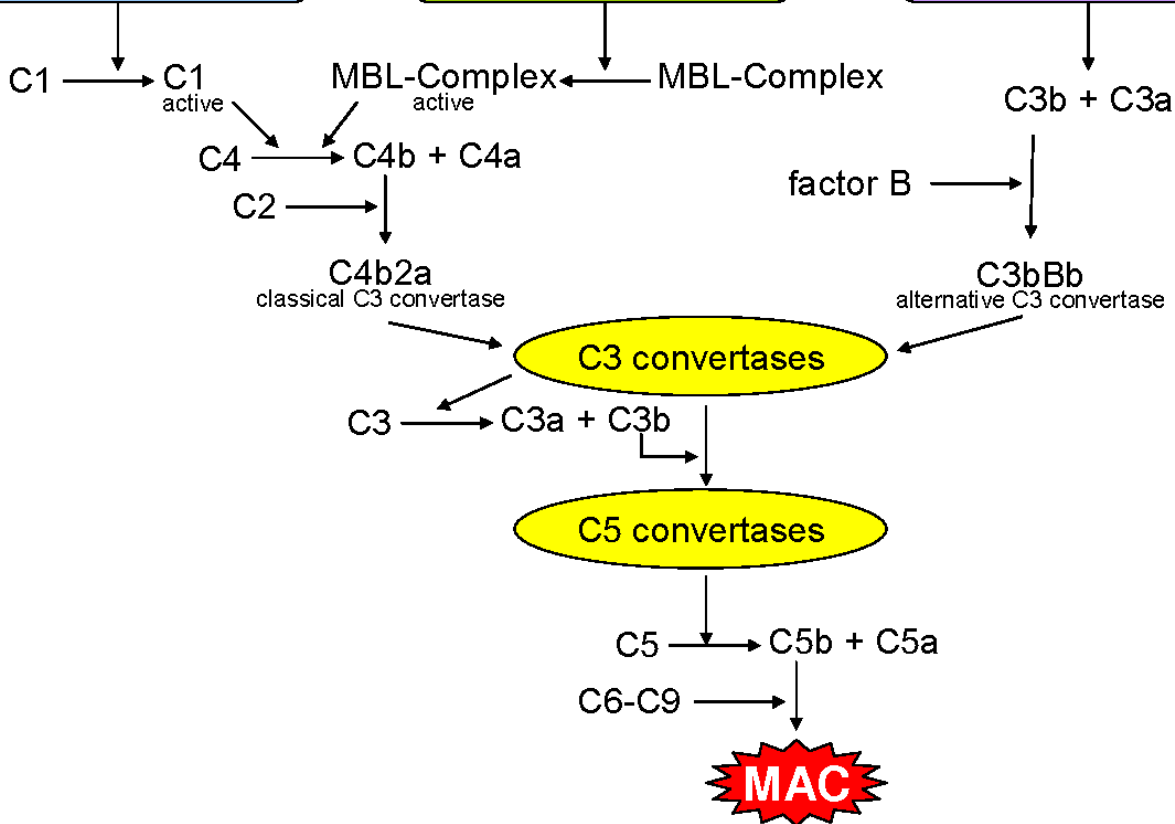 C1
C1
active
MBL-Complex
active
MBL-Complex
C3b + C3a
C4
C4b + C4a
factor B
C2
C4b2a
classical C3 convertase
C3bBb
alternative C3 convertase
C3 convertases
C3
C3a + C3b
C5 convertases
C5
C5b + C5a
C6-C9
MAC